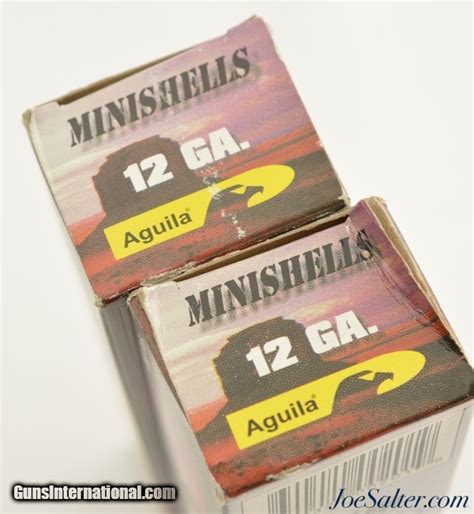 MINISHELLS
12 GA.
Aguila
MINISHELLS
12 GA.
Aguila®
GunsInternational.com
JoeSalter.com